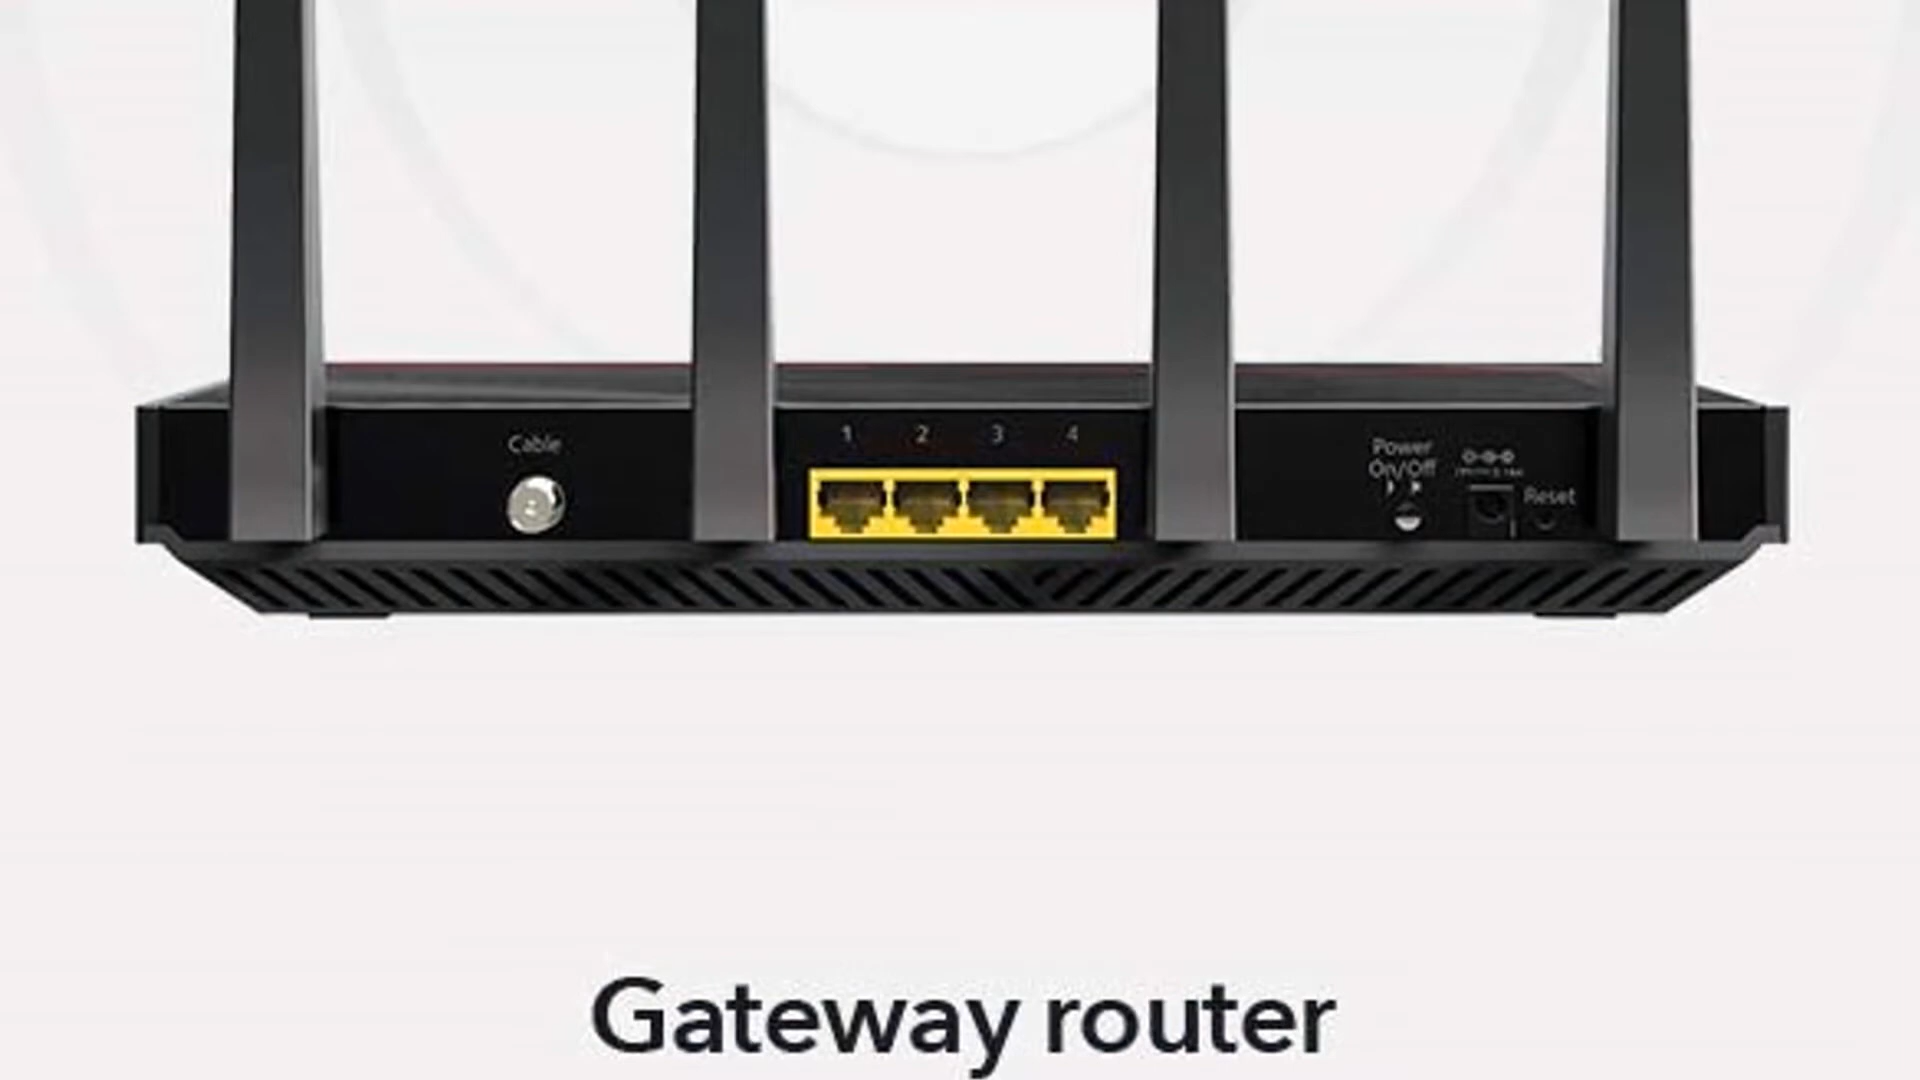 Cable
1 2 3 4
Power
On/Off
Reset
Gateway router